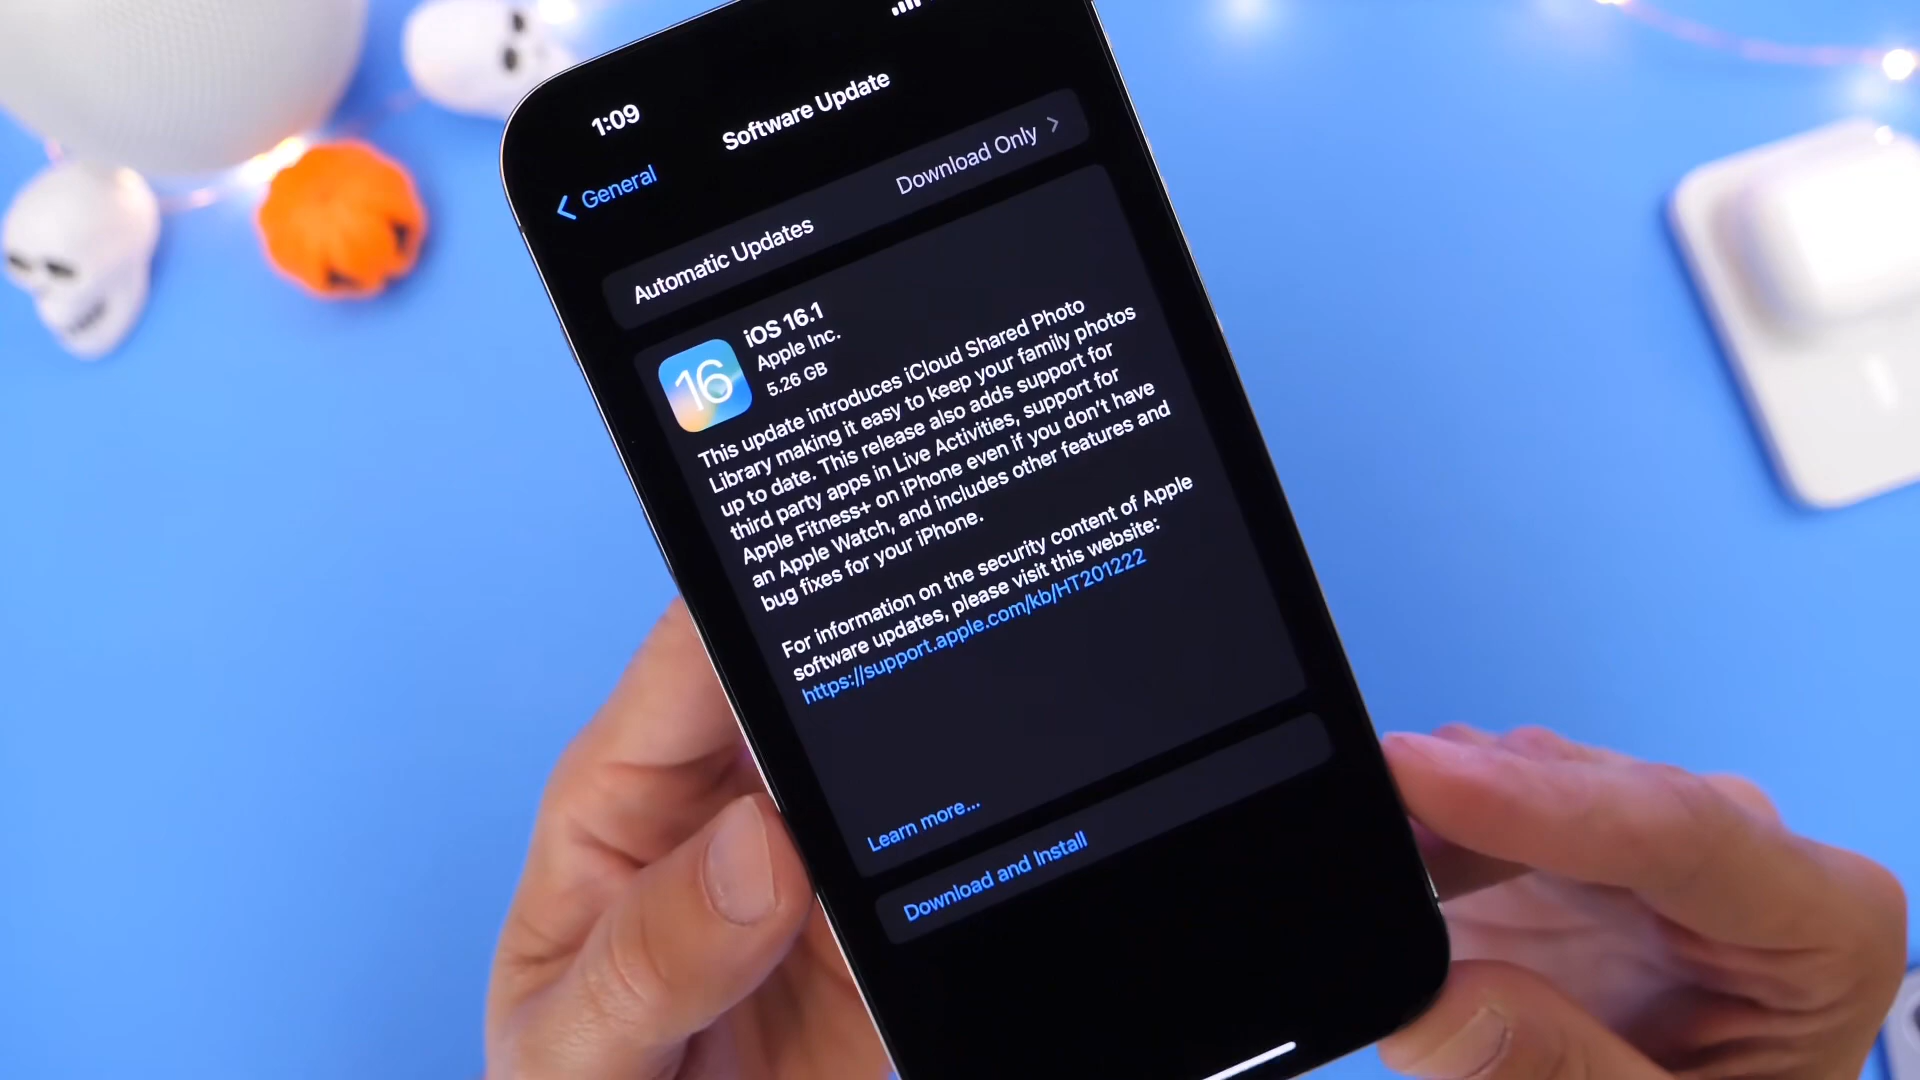 1:09
General
Software Update
Automatic Updates
Download Only
16
iOS 16.1
Apple Inc.
5.26 GB
This update introduces iCloud Shared Photo
Library making it easy to keep your family photos
up to date. This release also adds support for
third party apps in Live Activities, support for
Apple Fitness+ on iPhone even if you don't have
an Apple Watch, and includes other features and
bug fixes for your iPhone.
For information on the security content of Apple
software updates, please visit this website:
https://support.apple.com/kb/HT201222
Learn more...
Download and Install